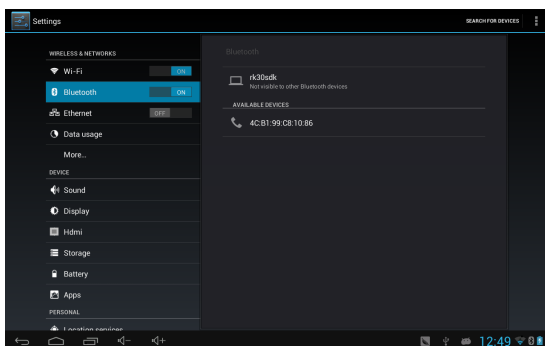 Settings
SEARCH FOR DEVICES
WIRELESS & NETWORKS
Wi-Fi
ON
Bluetooth
ON
Ethernet
OFF
Data usage
More...
DEVICE
Sound
Display
Hdmi
Storage
Battery
Apps
PERSONAL
Location services
Bluetooth
rk30sdk
Not visible to other Bluetooth devices
AVAILABLE DEVICES
4C:B1:99:C8:10:86
12:49